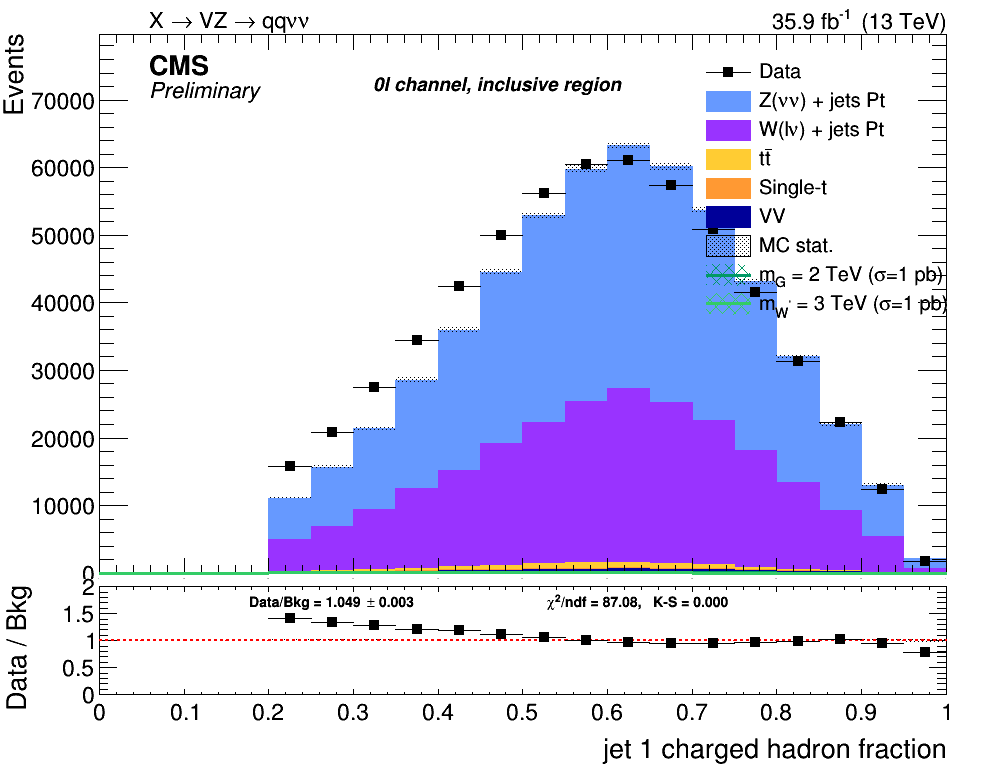 X → VZ → qqνν
35.9 fb⁻¹ (13 TeV)
Events
CMS
Preliminary
0l channel, inclusive region
Data
Z(νν) + jets Pt
W(lν) + jets Pt
tt̄
Single-t
VV
MC stat.
m_G = 2 TeV (σ=1 pb)
m_W' = 3 TeV (σ=1 pb)
70000
60000
50000
40000
30000
20000
10000
0
Data / Bkg
Data/Bkg = 1.049 ± 0.003
χ²/ndf = 87.08, K-S = 0.000
2
1.5
1
0.5
0
0 0.1 0.2 0.3 0.4 0.5 0.6 0.7 0.8 0.9 1
jet 1 charged hadron fraction